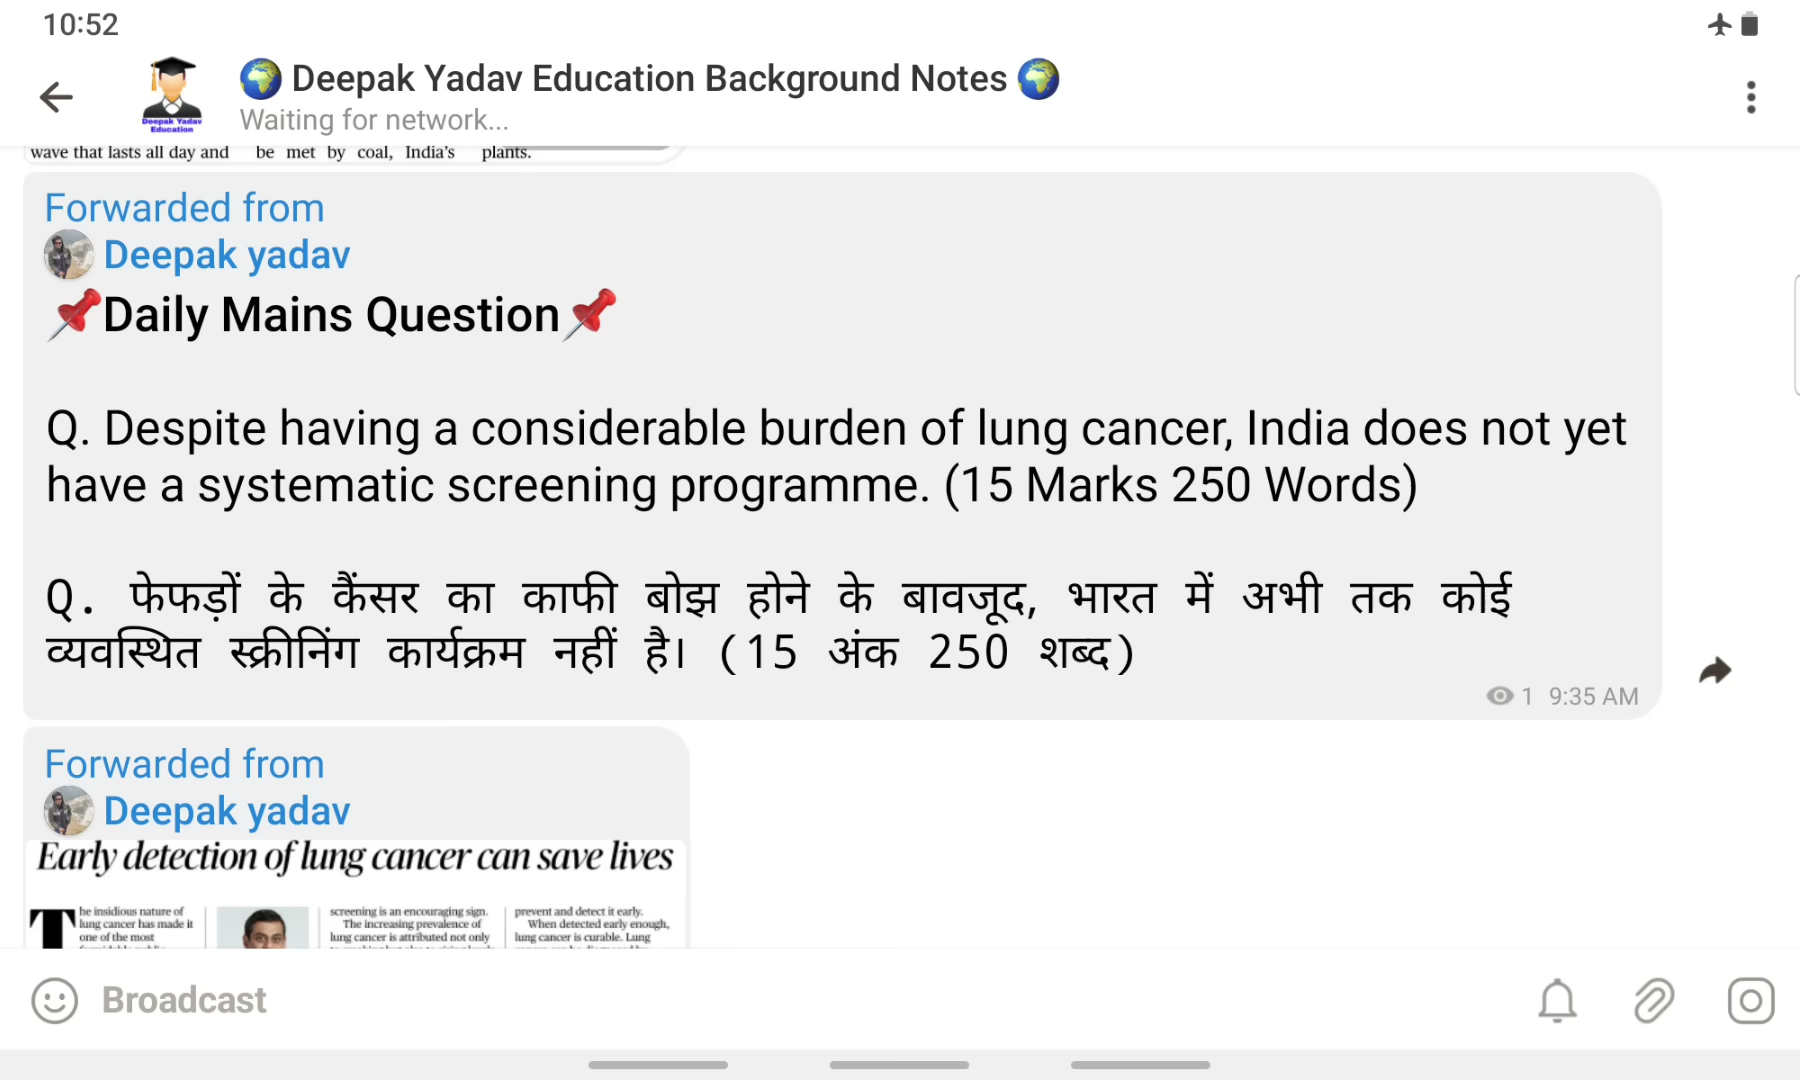 10:52
🌍 Deepak Yadav Education Background Notes 🌍
Waiting for network...
Deepak Yadav
Education
wave that lasts all day and be met by coal, India's plants.
Forwarded from
Deepak yadav
📌Daily Mains Question📌
Q. Despite having a considerable burden of lung cancer, India does not yet
have a systematic screening programme. (15 Marks 250 Words)
Q. फेफड़ों के कैंसर का काफी बोझ होने के बावजूद, भारत में अभी तक कोई
व्यवस्थित स्क्रीनिंग कार्यक्रम नहीं है। (15 अंक 250 शब्द)
1 9:35 AM
Forwarded from
Deepak yadav
Early detection of lung cancer can save lives
The insidious nature of
lung cancer has made it
one of the most
screening is an encouraging sign.
The increasing prevalence of
lung cancer is attributed not only
prevent and detect it early.
When detected early enough,
lung cancer is curable. Lung
Broadcast